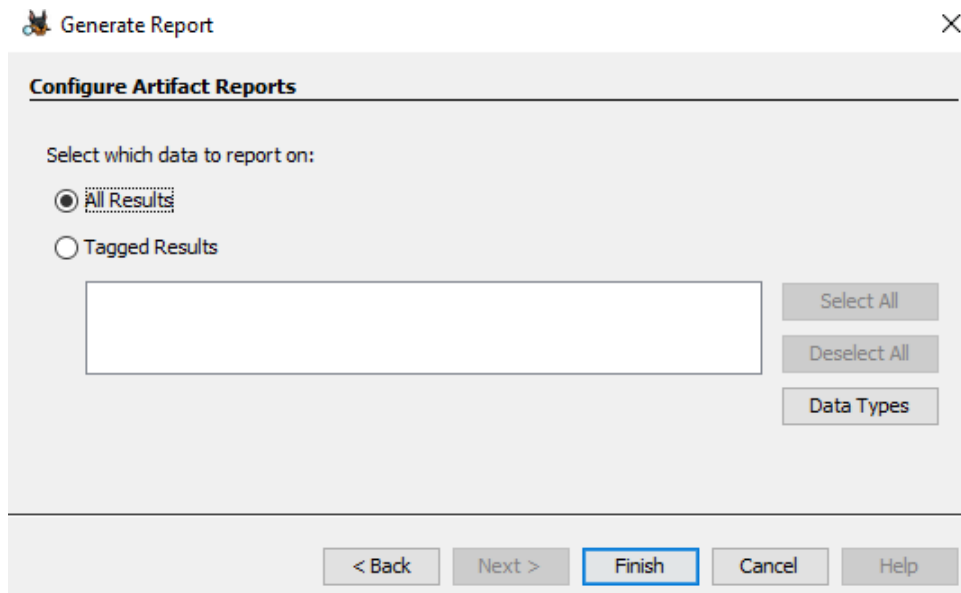 Generate Report
Configure Artifact Reports
Select which data to report on:
All Results
Tagged Results
Select All
Deselect All
Data Types
< Back Next > Finish Cancel Help